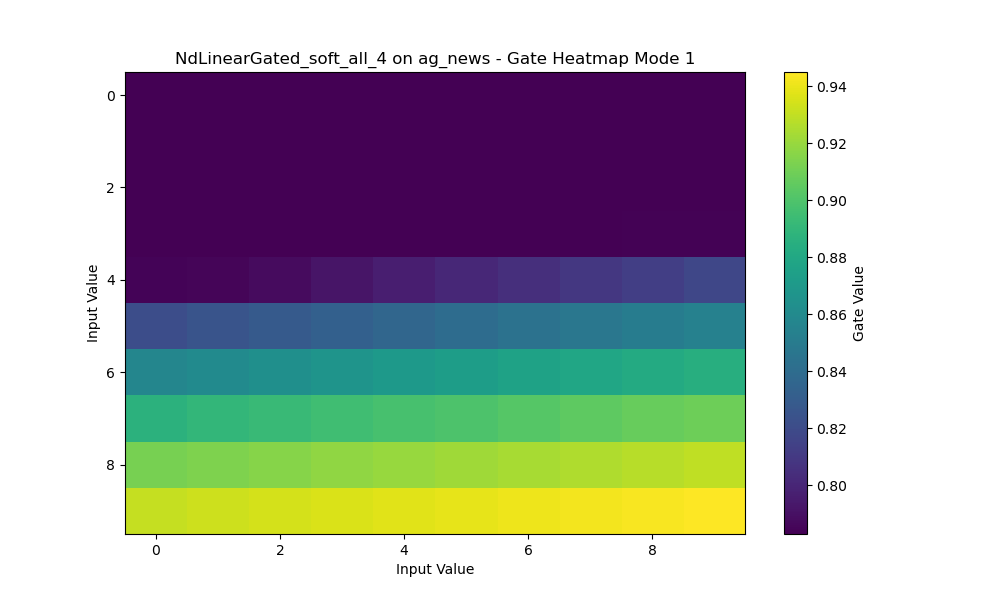 NdLinearGated_soft_all_4 on ag_news - Gate Heatmap Mode 1
0
2
4
6
8
Input Value
0 2 4 6 8
Input Value
0.94
0.92
0.90
0.88
0.86
0.84
0.82
0.80
Gate Value